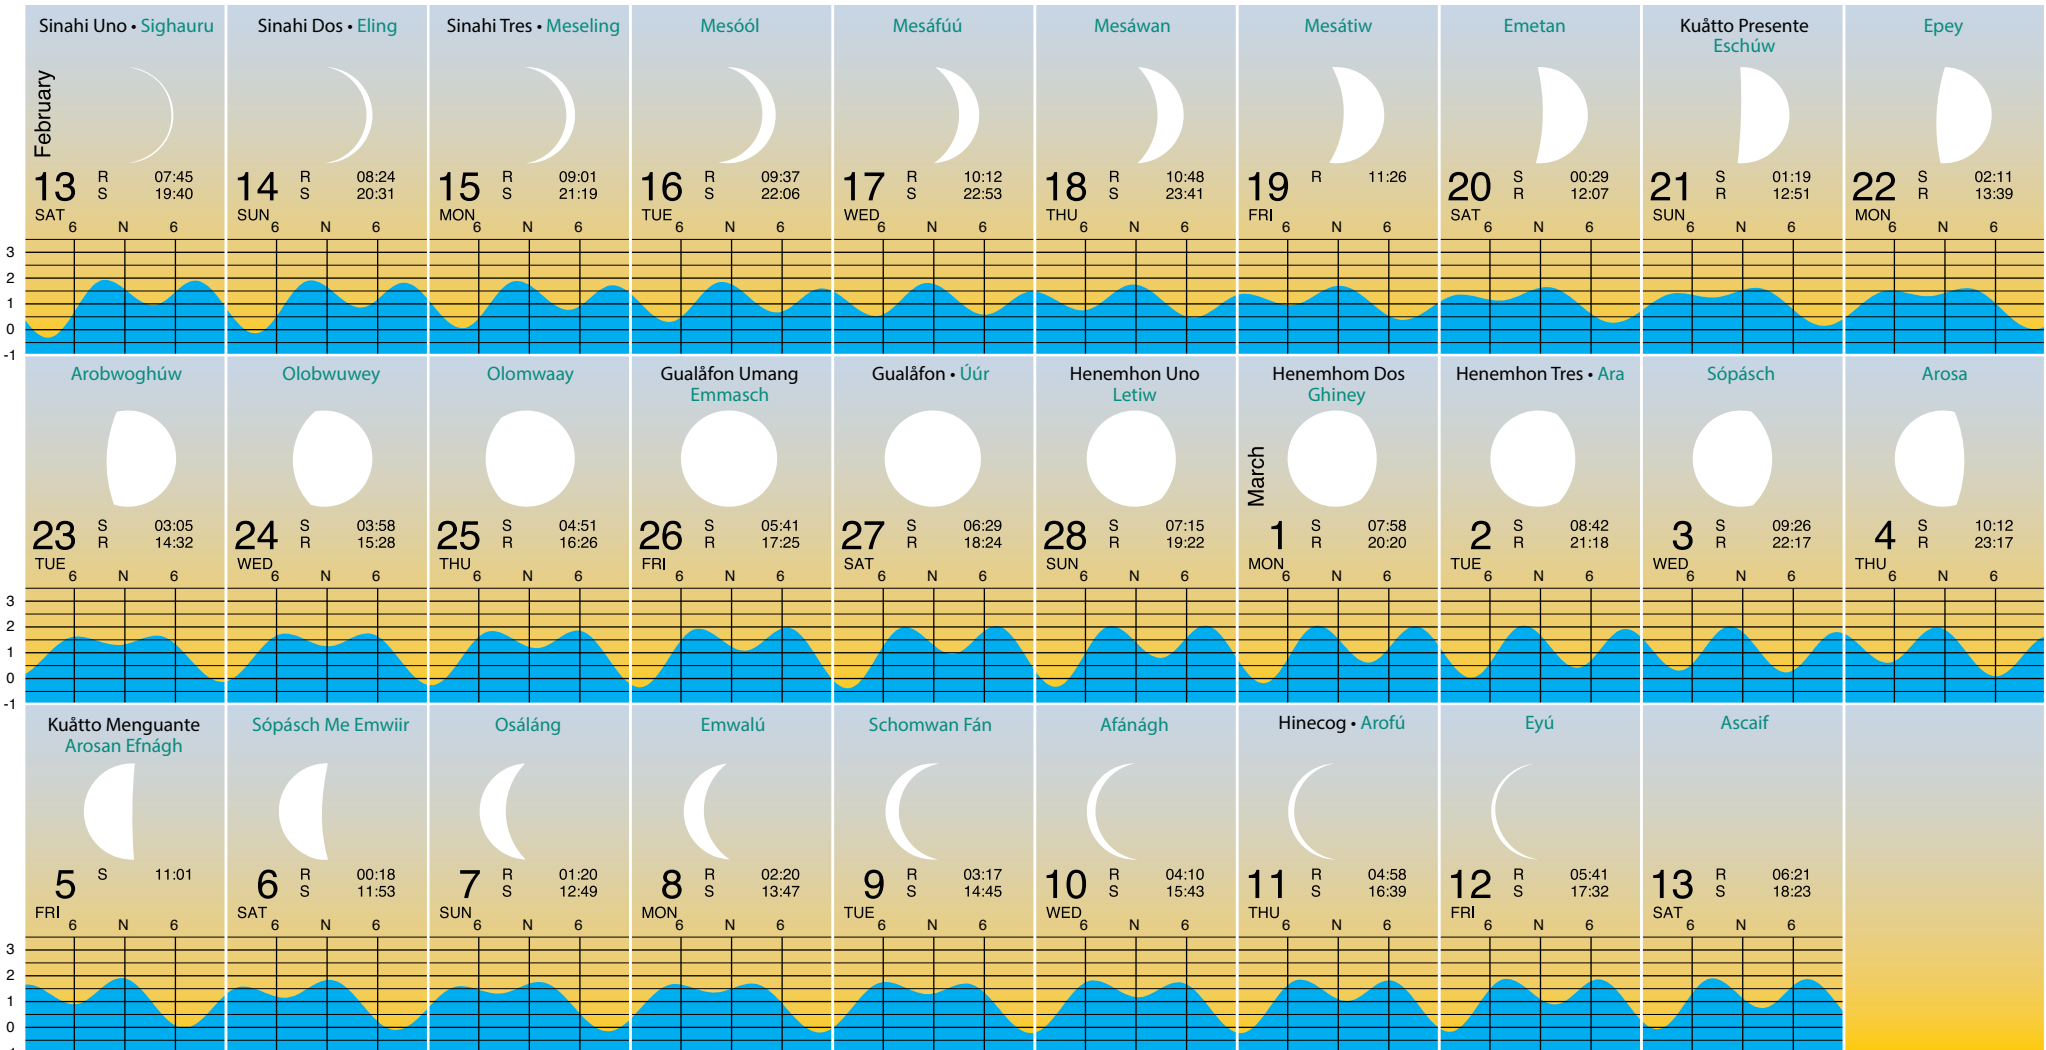 Sinahi Uno • Sighauru
February
13 R 07:45
S 19:40
SAT
6 N 6
Sinahi Dos • Eling
14 R 08:24
S 20:31
SUN
6 N 6
Sinahi Tres • Meseling
15 R 09:01
S 21:19
MON
6 N 6
Mesóól
16 R 09:37
S 22:06
TUE
6 N 6
Mesáfúú
17 R 10:12
S 22:53
WED
6 N 6
Mesáwan
18 R 10:48
S 23:41
THU
6 N 6
Mesátiw
19 R 11:26
FRI
6 N 6
Emetan
20 S 00:29
R 12:07
SAT
6 N 6
Kuåtto Presente
Eschúw
21 S 01:19
R 12:51
SUN
6 N 6
Epey
22 S 02:11
R 13:39
MON
6 N 6
3
2
1
0
-1
Arobwoghúw
23 S 03:05
R 14:32
TUE
6 N 6
Olobwuwey
24 S 03:58
R 15:28
WED
6 N 6
Olomwaay
25 S 04:51
R 16:26
THU
6 N 6
Gualåfon Umang
Emmasch
26 S 05:41
R 17:25
FRI
6 N 6
Gualåfon • Úúr
27 S 06:29
R 18:24
SAT
6 N 6
Henemhon Uno
Letiw
28 S 07:15
R 19:22
SUN
6 N 6
Henemhom Dos
Ghiney
March
1 S 07:58
R 20:20
MON
6 N 6
Henemhon Tres • Ara
2 S 08:42
R 21:18
TUE
6 N 6
Sópásch
3 S 09:26
R 22:17
WED
6 N 6
Arosa
4 S 10:12
R 23:17
THU
6 N 6
3
2
1
0
-1
Kuåtto Menguante
Arosan Efnágh
5 S 11:01
FRI
6 N 6
Sópásch Me Emwiir
6 R 00:18
S 11:53
SAT
6 N 6
Osáláng
7 R 01:20
S 12:49
SUN
6 N 6
Emwalú
8 R 02:20
S 13:47
MON
6 N 6
Schomwan Fán
9 R 03:17
S 14:45
TUE
6 N 6
Afánágh
10 R 04:10
S 15:43
WED
6 N 6
Hinecog • Arofú
11 R 04:58
S 16:39
THU
6 N 6
Eyú
12 R 05:41
S 17:32
FRI
6 N 6
Ascaif
13 R 06:21
S 18:23
SAT
6 N 6
3
2
1
0